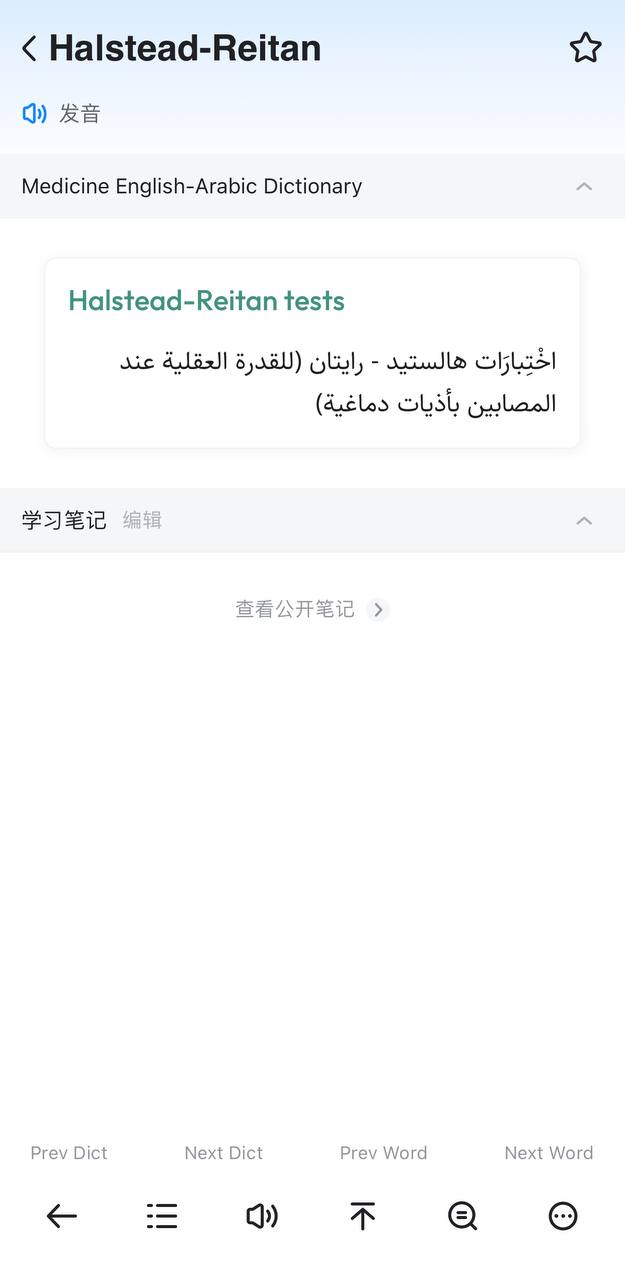 Halstead-Reitan
发音
Medicine English-Arabic Dictionary
Halstead-Reitan tests
اخْتِبارَات هالستيد - رايتان (للقدرة العقلية عند
المصابين بأذيات دماغية)
学习笔记 编辑
查看公开笔记
Prev Dict Next Dict Prev Word Next Word